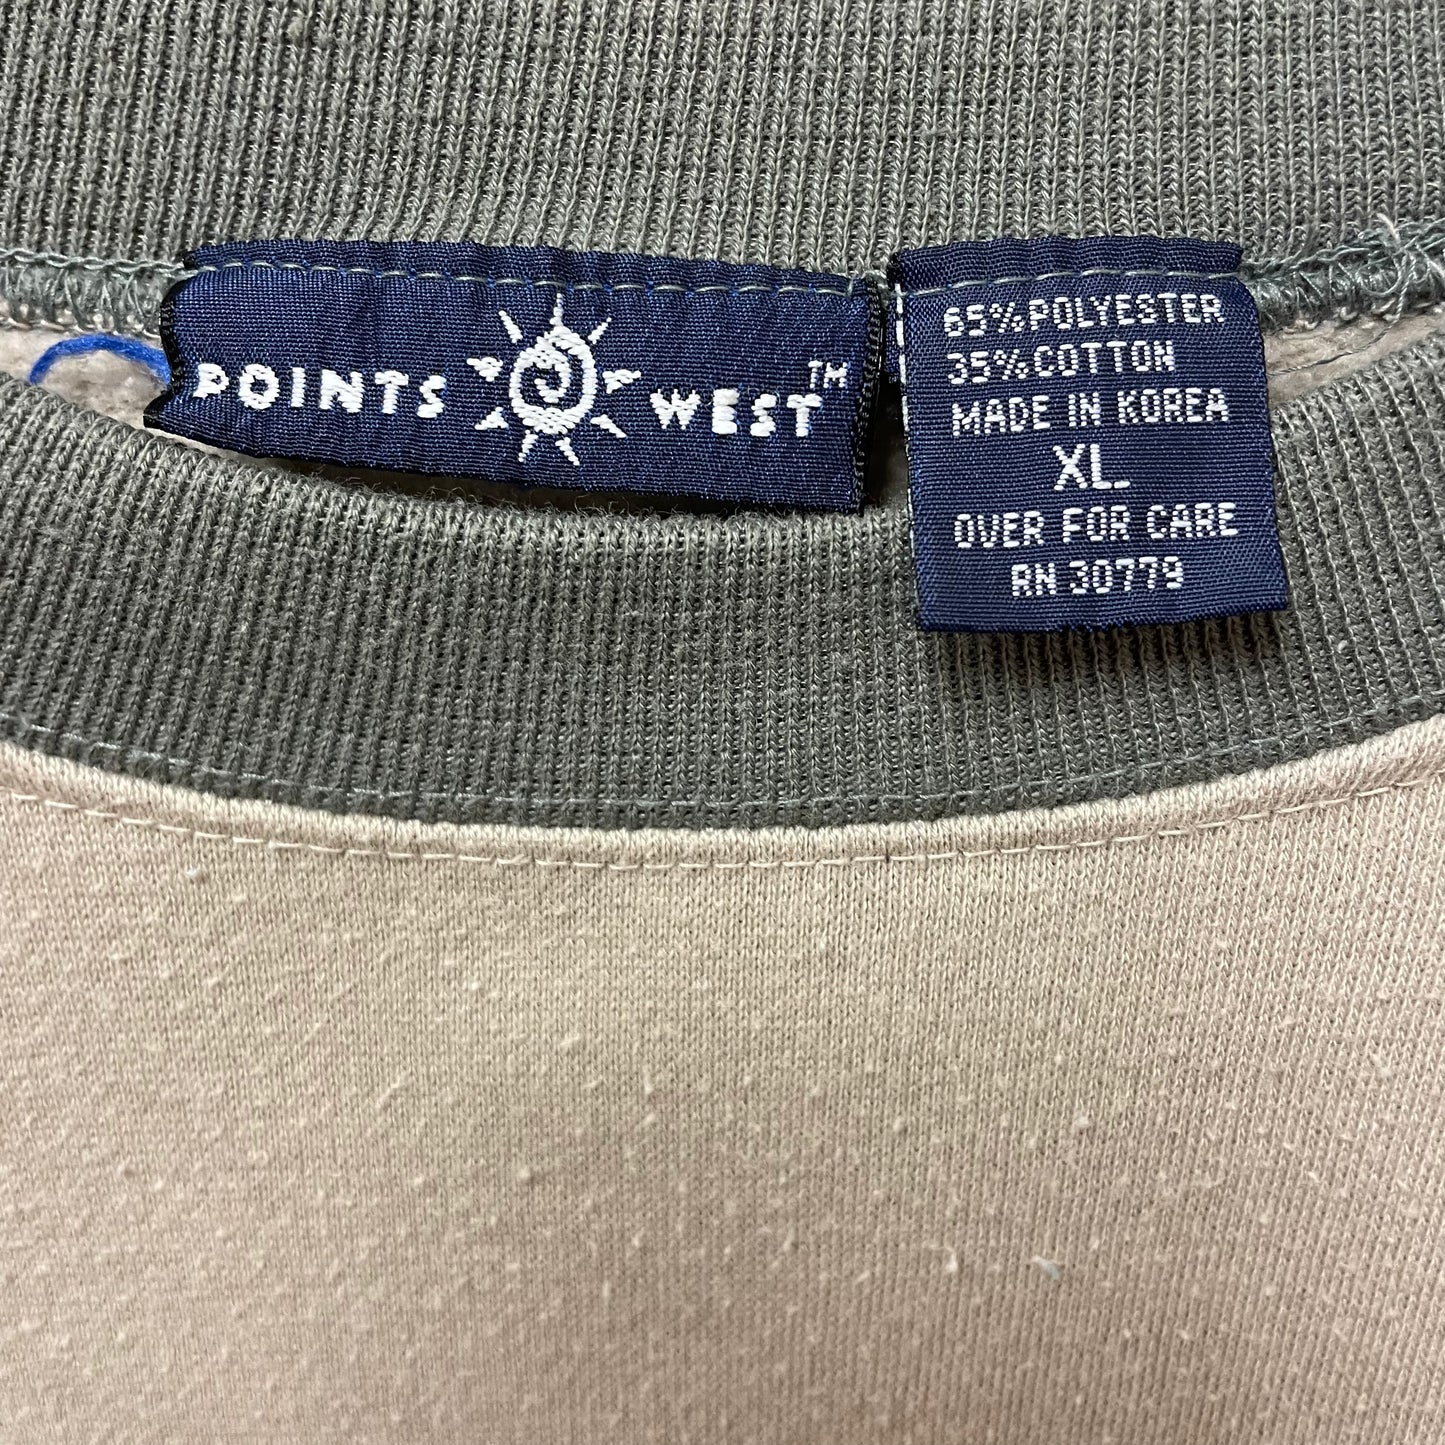 POINTS WEST™
65% POLYESTER
35% COTTON
MADE IN KOREA
XL
OVER FOR CARE
RN 30779